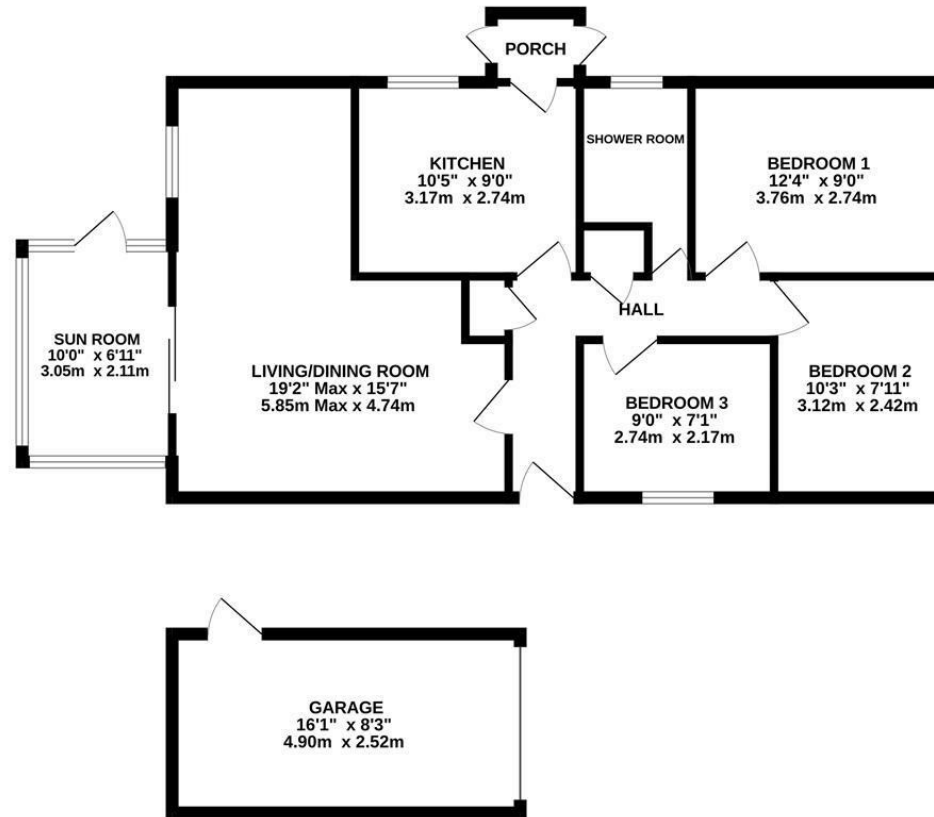 PORCH
KITCHEN
10'5" x 9'0"
3.17m x 2.74m
SHOWER ROOM
BEDROOM 1
12'4" x 9'0"
3.76m x 2.74m
SUN ROOM
10'0" x 6'11"
3.05m x 2.11m
LIVING/DINING ROOM
19'2" Max x 15'7"
5.85m Max x 4.74m
HALL
BEDROOM 3
9'0" x 7'1"
2.74m x 2.17m
BEDROOM 2
10'3" x 7'11"
3.12m x 2.42m
GARAGE
16'1" x 8'3"
4.90m x 2.52m